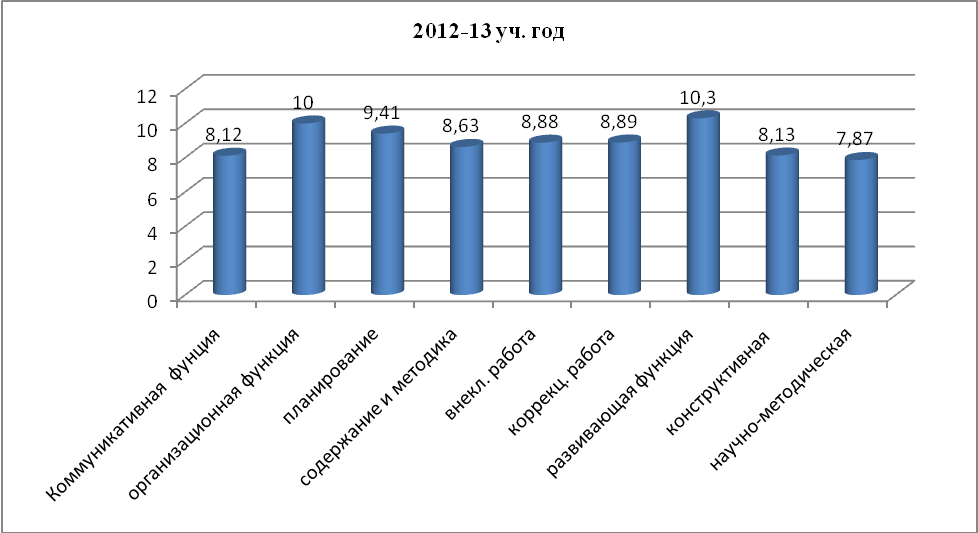 2012-13 уч. год
12
10
8
6
4
2
0
8,12
10
9,41
8,63
8,88
8,89
10,3
8,13
7,87
Коммуникативная фунция
организационная функция
планирование
содержание и методика
внекл. работа
коррекц. работа
развивающая функция
конструктивная
научно-методическая